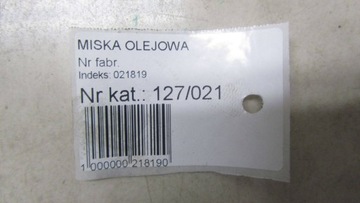 MISKA OLEJOWA
Nr fabr.
Indeks: 021819
Nr kat.: 127/021
1 000000 218190